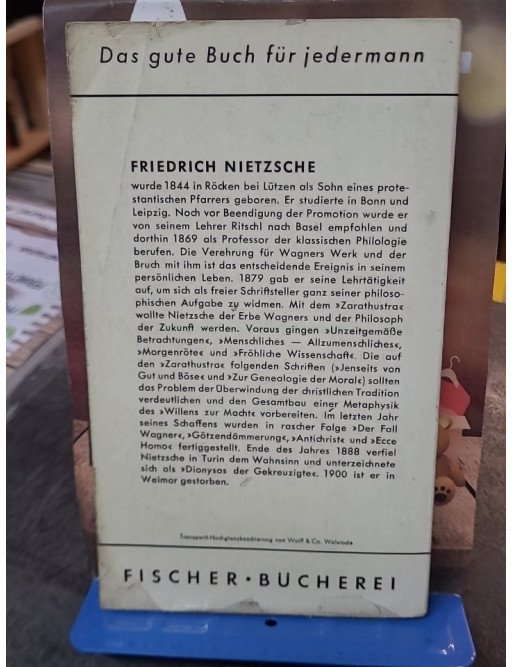 Das gute Buch für jedermann
FRIEDRICH NIETZSCHE
wurde 1844 in Röcken bei Lützen als Sohn eines prote-
stantischen Pfarrers geboren. Er studierte in Bonn und
Leipzig. Noch vor Beendigung der Promotion wurde er
von seinem Lehrer Ritschl nach Basel empfohlen und
dorthin 1869 als Professor der klassischen Philologie
berufen. Die Verehrung für Wagners Werk und der
Bruch mit ihm ist das entscheidende Ereignis in seinem
persönlichen Leben. 1879 gab er seine Lehrtätigkeit
auf, um sich als freier Schriftsteller ganz seiner philoso-
phischen Aufgabe zu widmen. Mit dem »Zarathustra«
wollte Nietzsche der Erbe Wagners und der Philosoph
der Zukunft werden. Voraus gingen »Unzeitgemäße
Betrachtungen«, »Menschliches — Allzumenschliches«,
»Morgenröte« und »Fröhliche Wissenschaft«. Die auf
den »Zarathustra« folgenden Schriften (»Jenseits von
Gut und Böse« und »Zur Genealogie der Moral«) sollten
das Problem der Überwindung der christlichen Tradition
verdeutlichen und den Gesamtbau einer Metaphysik
des »Willens zur Macht« vorbereiten. Im letzten Jahr
seines Schaffens wurden in rascher Folge »Der Fall
Wagner«, »Götzendämmerung«, »Antichrist« und »Ecce
Homo« fertiggestellt. Ende des Jahres 1888 verfiel
Nietzsche in Turin dem Wahnsinn und unterzeichnete
sich als »Dionysos der Gekreuzigte«. 1900 ist er in
Weimar gestorben.
Transparit-Hochglanzkaschierung von Wolff & Co. Walsrode
FISCHER · BÜCHEREI